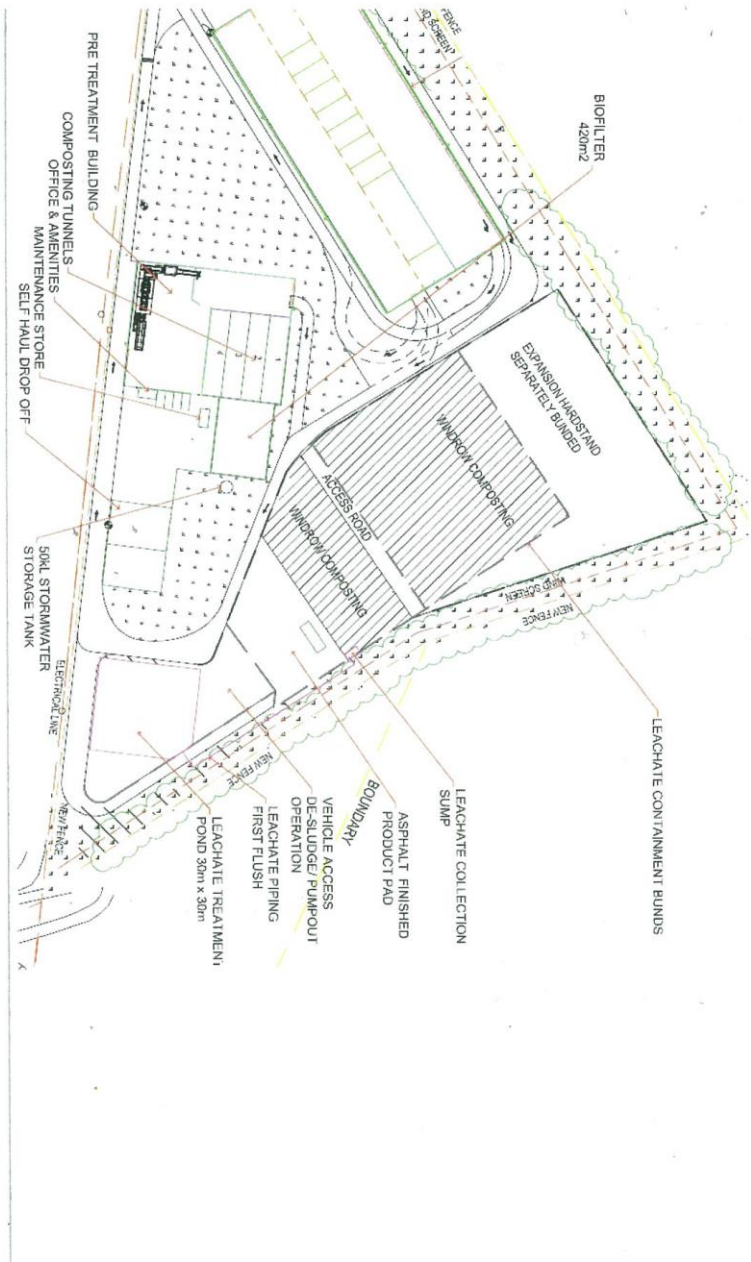 FENCE
BIOFILTER
420m2
EXPANSION HARDSTAND
SEPARATELY BUNDED
WINDROW COMPOSTING
ACCESS ROAD
WINDROW COMPOSTING
WIND SCREEN
NEW FENCE
LEACHATE CONTAINMENT BUNDS
PRE TREATMENT BUILDING
COMPOSTING TUNNELS
OFFICE & AMENITIES
MAINTENANCE STORE
SELF HAUL DROP OFF
50kL STORMWATER
STORAGE TANK
ELECTRICAL LINE
NEW FENCE
NEW FENCE
BOUNDARY
LEACHATE COLLECTION
SUMP
ASPHALT FINISHED
PRODUCT PAD
VEHICLE ACCESS
DE-SLUDGE/ PUMPOUT
OPERATION
LEACHATE PIPING
FIRST FLUSH
LEACHATE TREATMENT
POND 30m x 30m